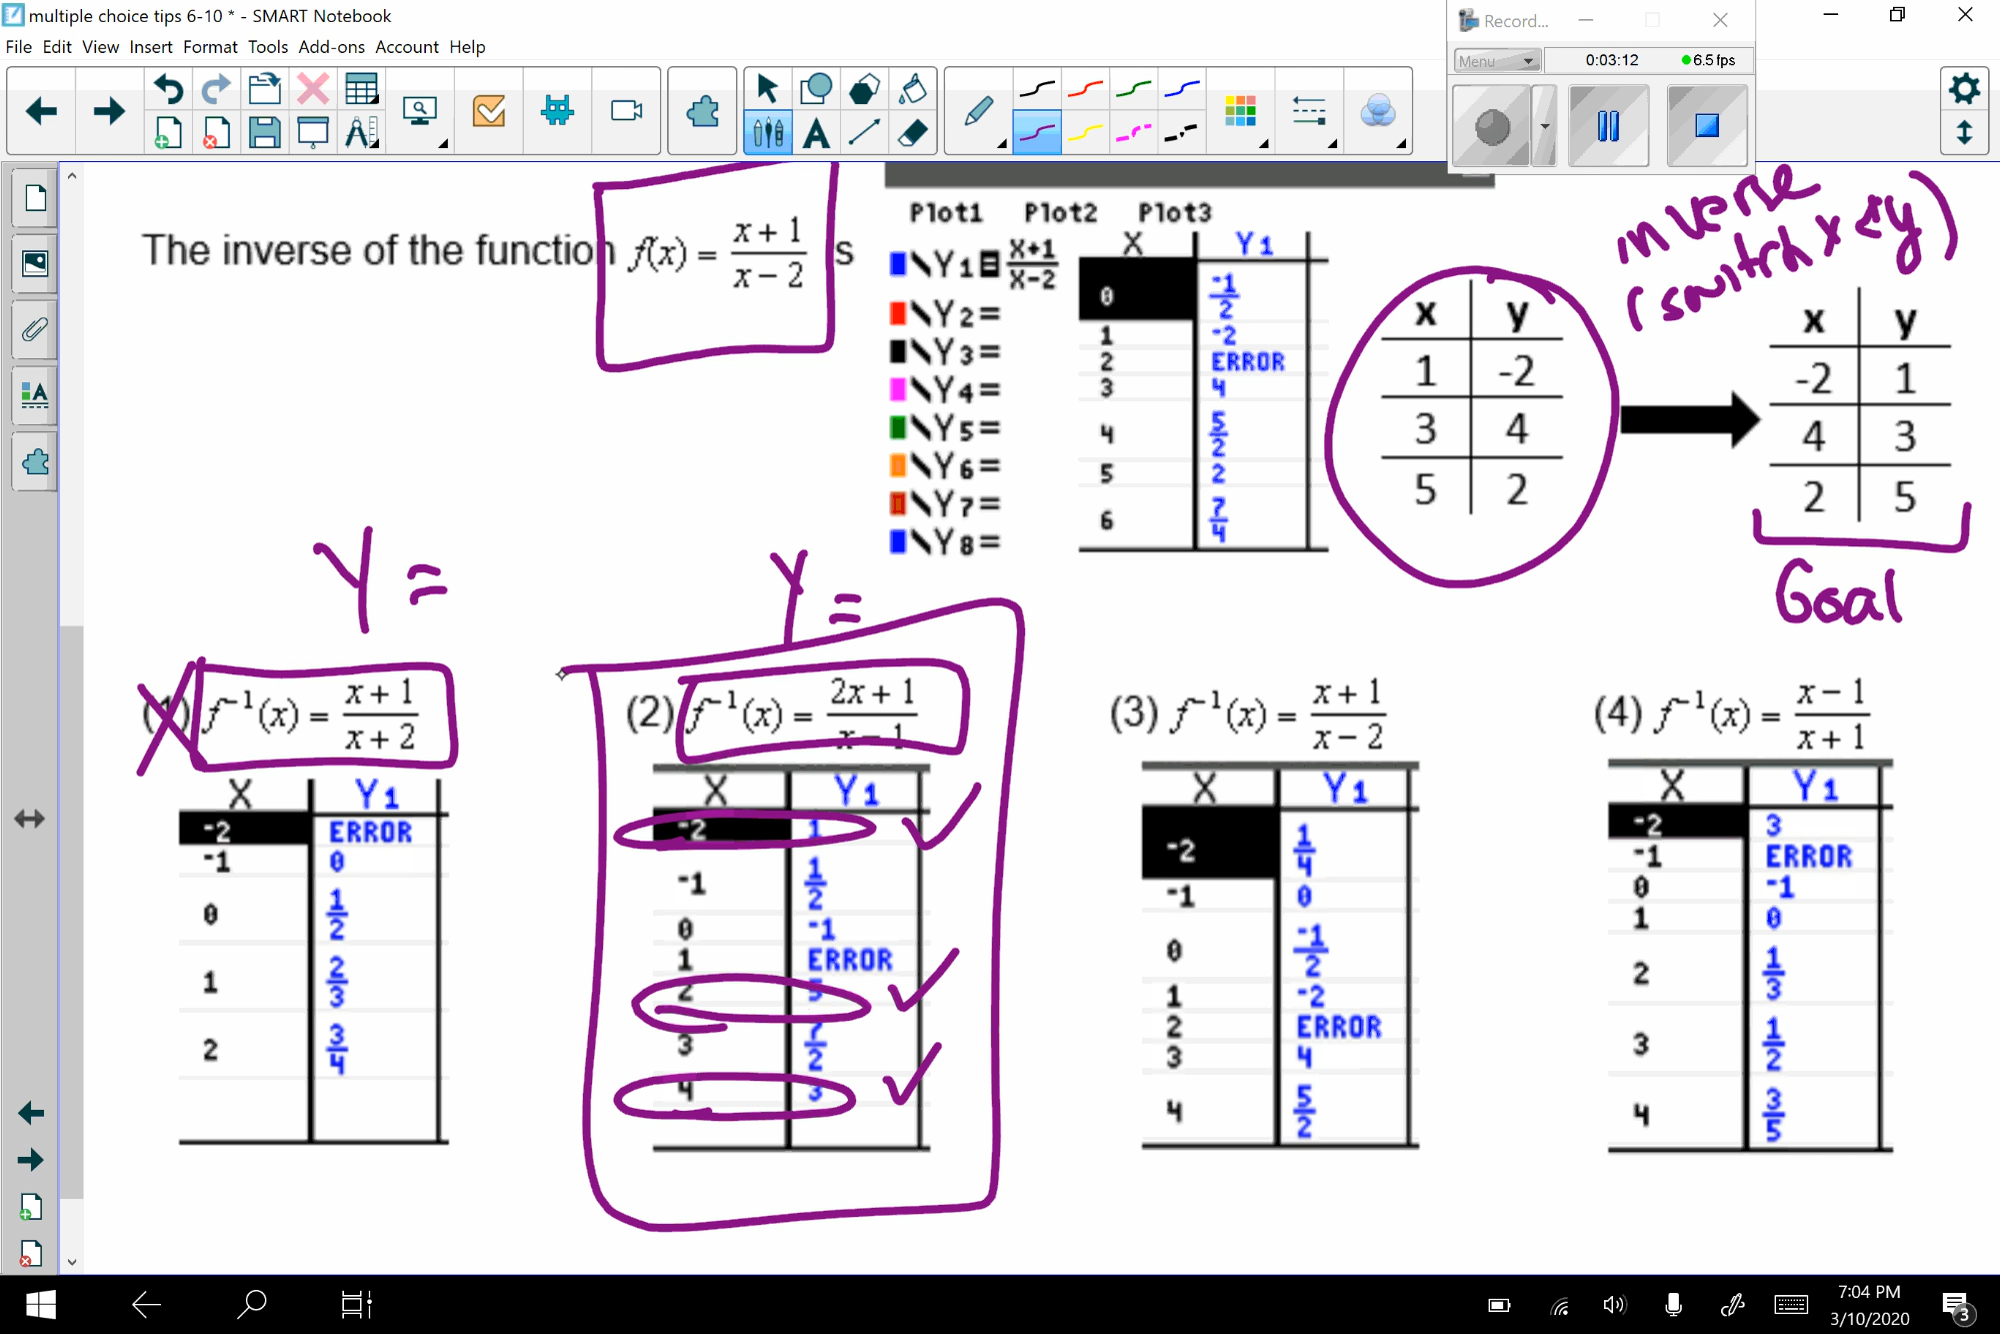 multiple choice tips 6-10 * - SMART Notebook
File Edit View Insert Format Tools Add-ons Account Help
Record...
Menu 0:03:12 6.5 fps
The inverse of the function f(x) = (x + 1)/(x − 2) is
Plot1 Plot2 Plot3
\Y1=(X+1)/(X-2)
\Y2=
\Y3=
\Y4=
\Y5=
\Y6=
\Y7=
\Y8=
X Y1
0 -1/2
1 -2
2 ERROR
3 4
4 5/2
5 2
6 7/4
x y
1 -2
3 4
5 2
inverse
(switch x & y)
x y
-2 1
4 3
2 5
Goal
Y =
Y =
(1) f⁻¹(x) = (x + 1)/(x + 2)
X Y1
-2 ERROR
-1 0
0 1/2
1 2/3
2 3/4
(2) f⁻¹(x) = (2x + 1)/(x − 1)
X Y1
-2 1
-1 1/2
0 -1
1 ERROR
2 5
3 7/2
4 3
(3) f⁻¹(x) = (x + 1)/(x − 2)
X Y1
-2 1/4
-1 0
0 -1/2
1 -2
2 ERROR
3 4
4 5/2
(4) f⁻¹(x) = (x − 1)/(x + 1)
X Y1
-2 3
-1 ERROR
0 -1
1 0
2 1/3
3 1/2
4 3/5
7:04 PM
3/10/2020
3